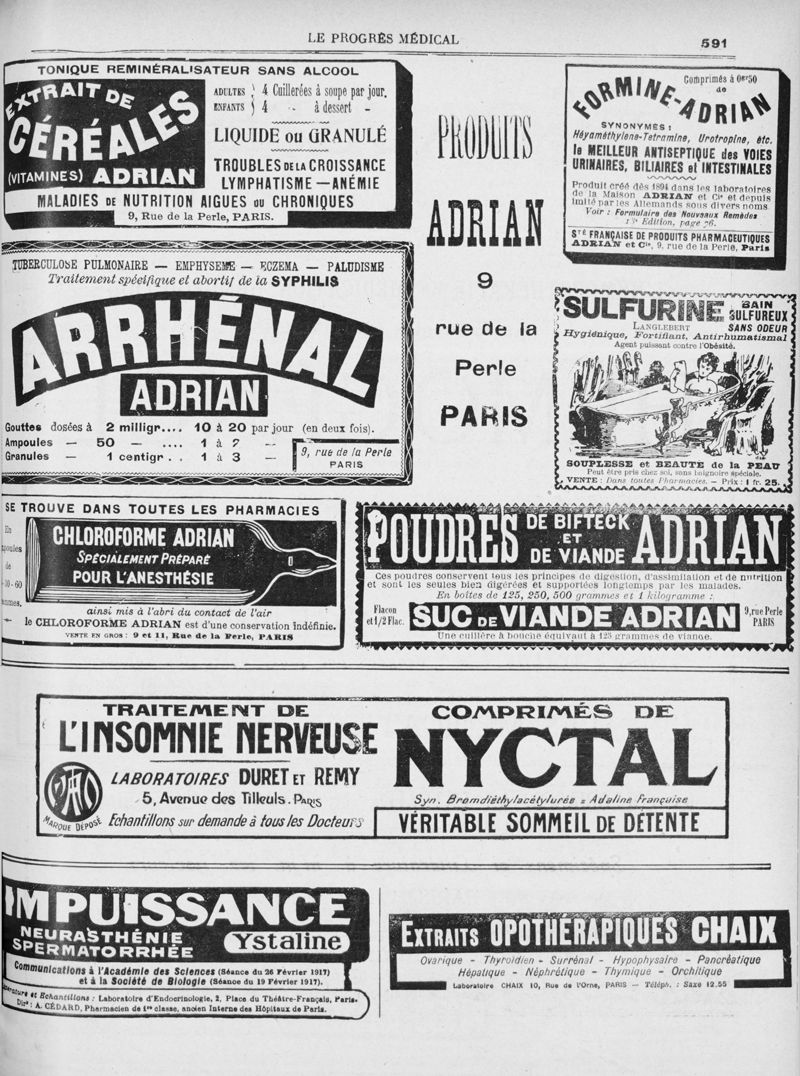 LE PROGRÈS MÉDICAL
591
TONIQUE REMINÉRALISATEUR SANS ALCOOL
EXTRAIT DE
CÉRÉALES
(VITAMINES) ADRIAN
ADULTES 4 Cuillerées à soupe par jour.
ENFANTS 4 - à dessert -
LIQUIDE ou GRANULÉ
TROUBLES DE LA CROISSANCE
LYMPHATISME — ANÉMIE
MALADIES DE NUTRITION AIGUES OU CHRONIQUES
9, Rue de la Perle, PARIS.
PRODUITS
ADRIAN
9
rue de la
Perle
PARIS
Comprimés à 0gr50
de
FORMINE-ADRIAN
SYNONYMES :
Héxaméthylene-Tetramine, Urotropine, etc.
le MEILLEUR ANTISEPTIQUE des VOIES
URINAIRES, BILIAIRES et INTESTINALES
Produit créé dès 1894 dans les laboratoires
de la Maison ADRIAN et Cie et depuis
imité par les Allemands sous divers noms
Voir : Formulaire des Nouveaux Remèdes
Edition, page 76.
Sté FRANÇAISE DE PRODUITS PHARMACEUTIQUES
ADRIAN et Cie, 9, rue de la Perle, Paris
TUBERCULOSE PULMONAIRE — EMPHYSEME — ECZEMA — PALUDISME
Traitement spécifique et abortif de la SYPHILIS
ARRHÉNAL
ADRIAN
Gouttes dosées à 2 milligr.... 10 à 20 par jour (en deux fois).
Ampoules — 50 — .... 1 à 2 —
Granules — 1 centigr . . 1 à 3 —
9, rue de la Perle
PARIS
SULFURINE
LANGLEBERT
BAIN
SULFUREUX
SANS ODEUR
Hygiénique, Fortifiant, Antirhumatismal
Agent puissant contre l'Obésité.
SOUPLESSE et BEAUTE de la PEAU
Peut être pris chez soi, sans baignoire spéciale.
VENTE : Dans toutes Pharmacies. — Prix : 1 fr. 25.
SE TROUVE DANS TOUTES LES PHARMACIES
En
de
CHLOROFORME ADRIAN
SPÉCIALEMENT PRÉPARÉ
POUR L'ANESTHÉSIE
ainsi mis à l'abri du contact de l'air
le CHLOROFORME ADRIAN est d'une conservation Indéfinie.
VENTE EN GROS : 9 et 11, Rue de la Perle, PARIS
POUDRES DE BIFTECK ET DE VIANDE ADRIAN
Ces poudres conservent tous les principes de digestion, d'assimilation et de nutrition
et sont les seules bien digérées et supportées longtemps par les malades.
En boîtes de 125, 250, 500 grammes et 1 kilogramme :
Flacon
et 1/2 Flac.
SUC DE VIANDE ADRIAN
9, rue Perle
PARIS
Une cuillère à bouche équivaut à 125 grammes de viande.
TRAITEMENT DE
L'INSOMNIE NERVEUSE
LABORATOIRES DURET ET REMY
5, Avenue des Tilleuls. PARIS
MARQUE DÉPOSÉ
Echantillons sur demande à tous les Docteurs
COMPRIMÉS DE
NYCTAL
Syn. Bromdiéthylacétylurée = Adaline Française
VÉRITABLE SOMMEIL DE DÉTENTE
IMPUISSANCE
NEURASTHÉNIE
SPERMATORRHÉE
Ystaline
Communications à l'Académie des Sciences (Séance du 26 Février 1917)
et à la Société de Biologie (Séance du 19 Février 1917).
et Echantillons : Laboratoire d'Endocrinologie, 2, Place du Théâtre-Français, Paris.
Dir : A. CÉDARD, Pharmacien de 1re classe, ancien Interne des Hôpitaux de Paris.
EXTRAITS OPOTHÉRAPIQUES CHAIX
Ovarique - Thyroïdien - Surrénal - Hypophysaire - Pancréatique
Hépatique - Néphrétique - Thymique - Orchitique
Laboratoire CHAIX 10, Rue de l'Orne, PARIS — Téléph. : Saxe 12.55